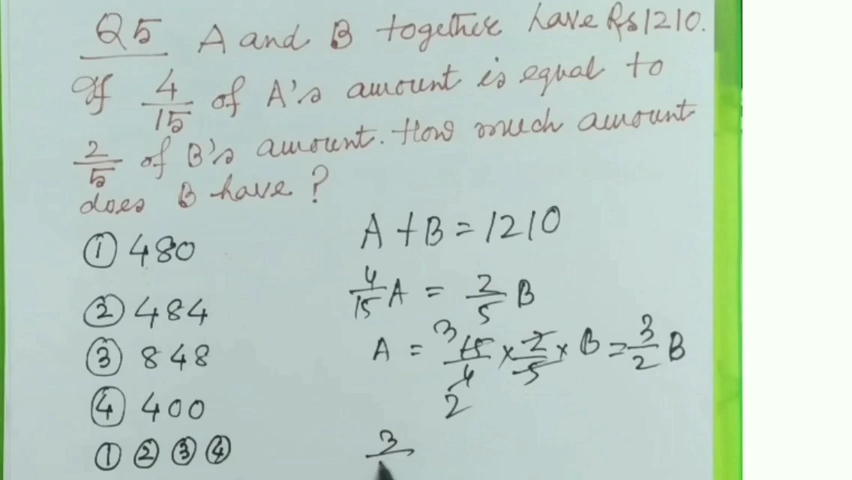 Q5 A and B together have Rs1210.
If 4/15 of A's amount is equal to
2/5 of B's amount. How much amount
does B have?
① 480
② 484
③ 848
④ 400
① ② ③ ④
A+B=1210
4/15 A = 2/5 B
A = 3 15/4 2 × 2/5 × B = 3/2 B
3